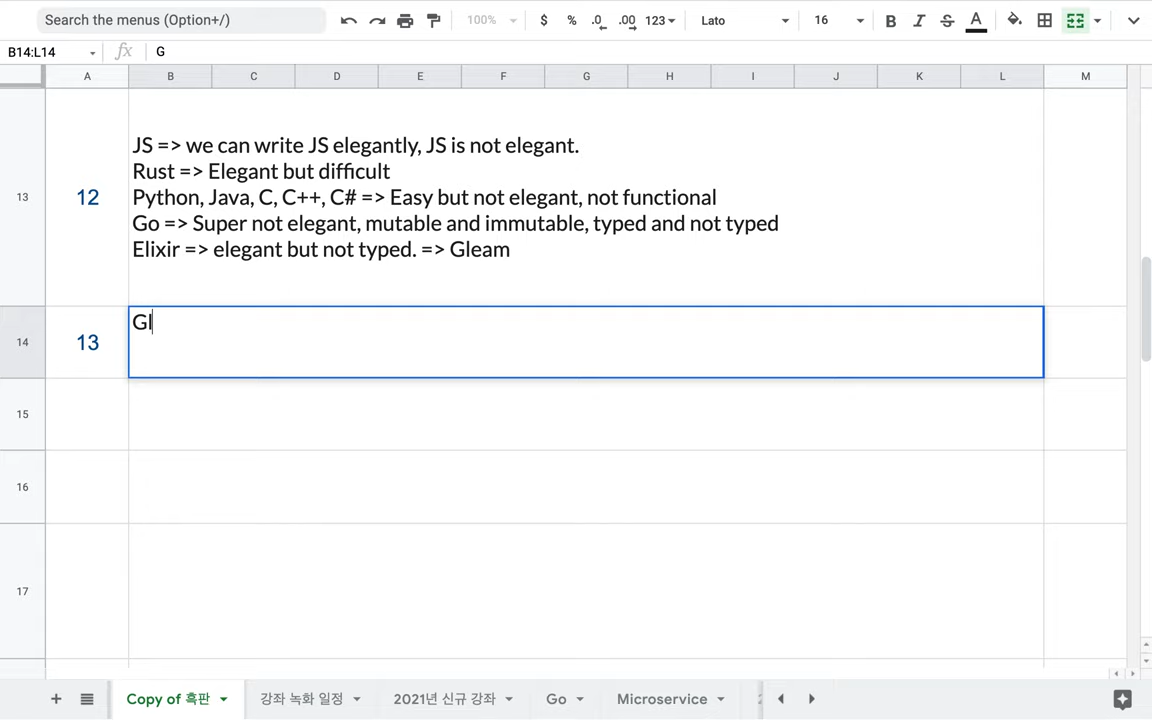 Search the menus (Option+/)
100%
$ % .0 .00 123
Lato
16
B I S A
B14:L14
fx G
A B C D E F G H I J K L M
13
12
JS => we can write JS elegantly, JS is not elegant.
Rust => Elegant but difficult
Python, Java, C, C++, C# => Easy but not elegant, not functional
Go => Super not elegant, mutable and immutable, typed and not typed
Elixir => elegant but not typed. => Gleam
14
13
Gl
15
16
17
Copy of 흑판
강좌 녹화 일정
2021년 신규 강좌
Go
Microservice